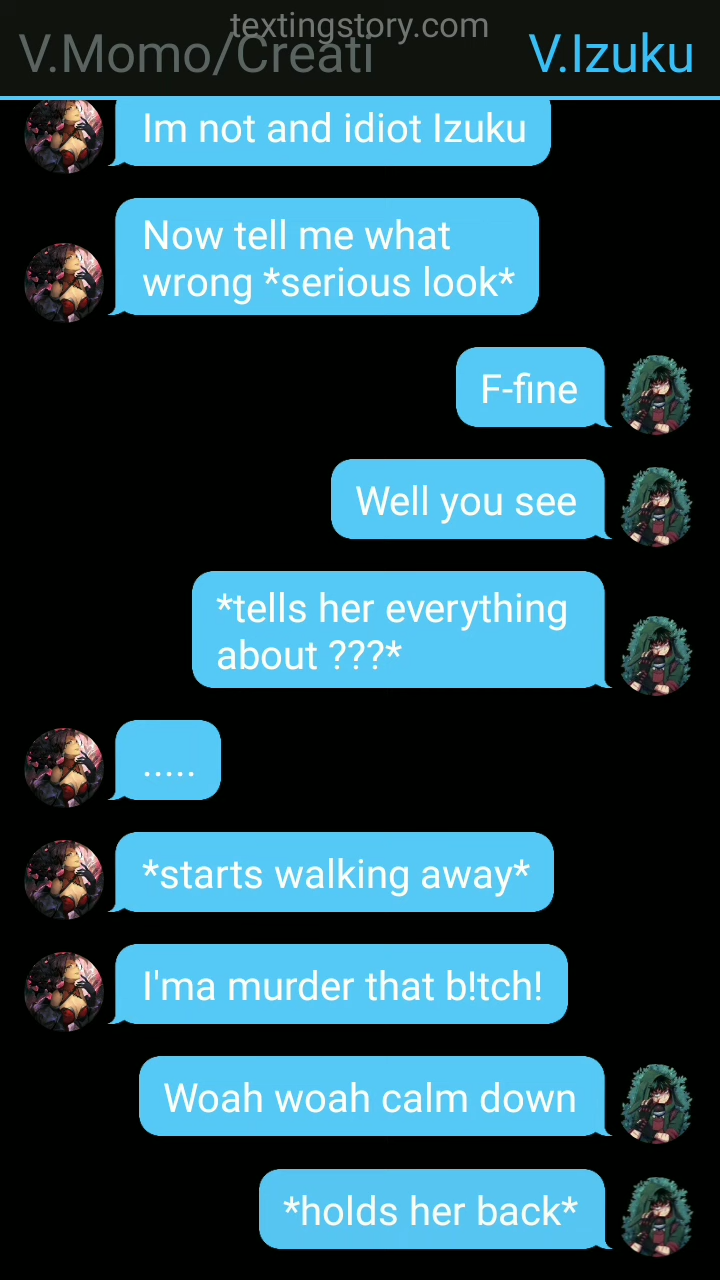 textingstory.com
V.Momo/Creati
V.Izuku
Im not and idiot Izuku
Now tell me what
wrong *serious look*
F-fine
Well you see
*tells her everything
about ???*
.....
*starts walking away*
I'ma murder that b!tch!
Woah woah calm down
*holds her back*